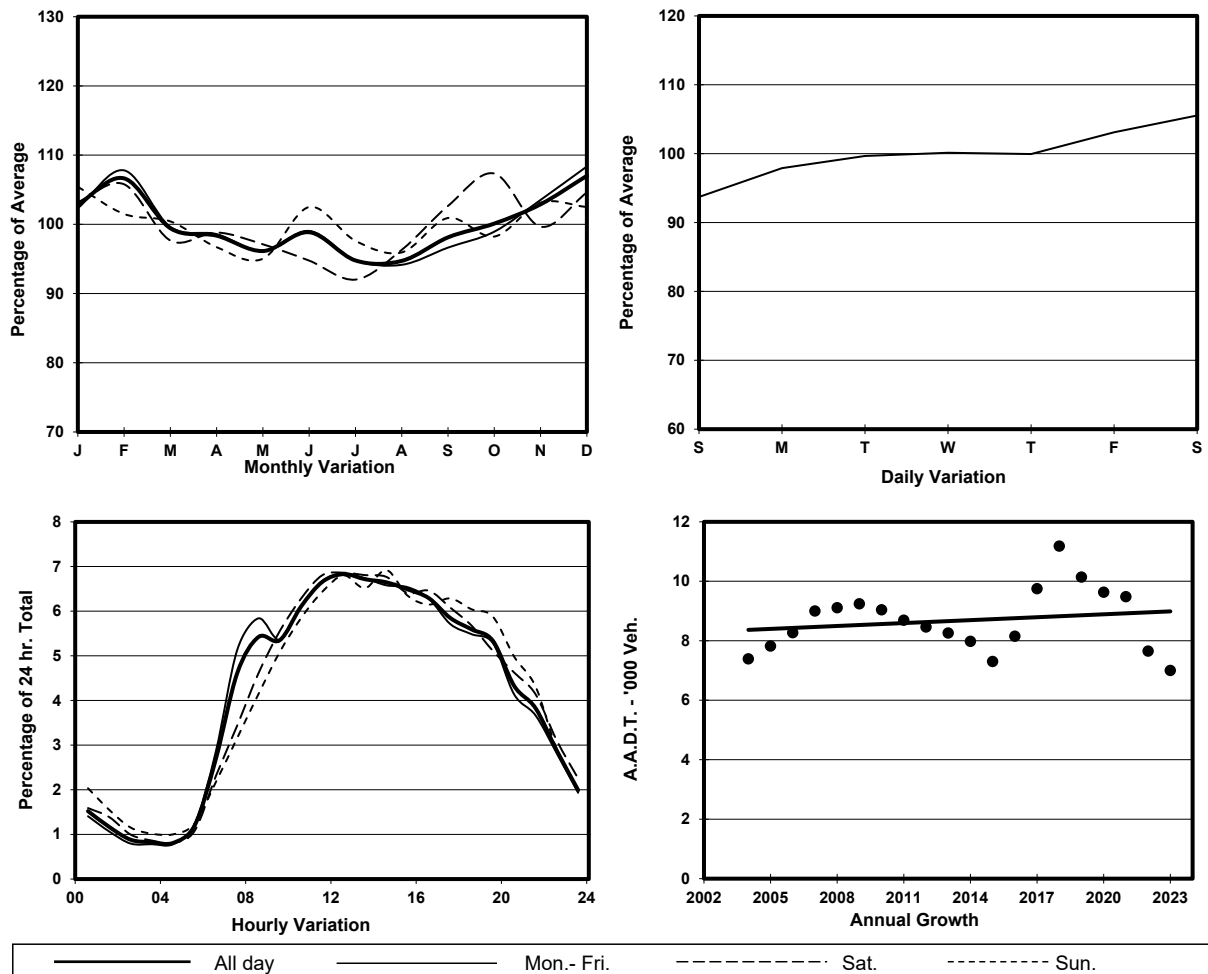 130
120
110
100
90
80
70
Percentage of Average
J F M A M J J A S O N D
Monthly Variation
120
110
100
90
80
70
60
Percentage of Average
S M T W T F S
Daily Variation
8
7
6
5
4
3
2
1
0
Percentage of 24 hr. Total
00 04 08 12 16 20 24
Hourly Variation
12
10
8
6
4
2
0
A.A.D.T. - '000 Veh.
2002 2005 2008 2011 2014 2017 2020 2023
Annual Growth
All day Mon.- Fri. Sat. Sun.